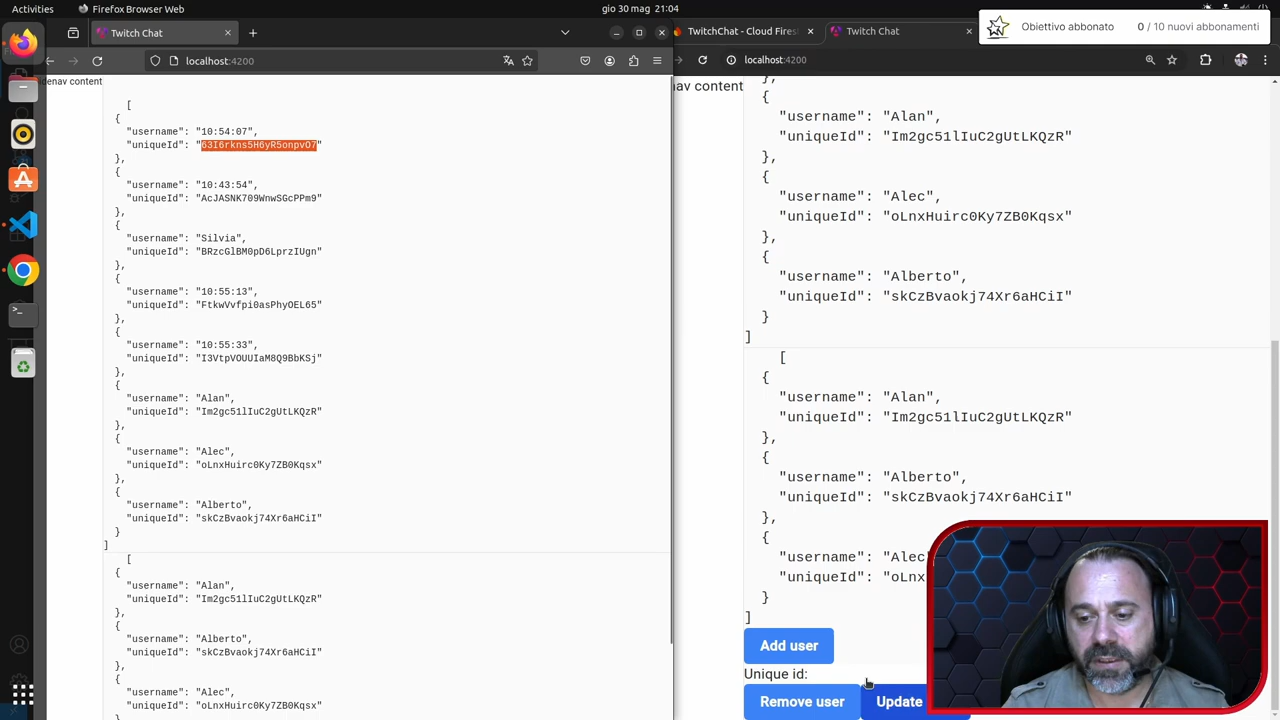 Activities
Firefox Browser Web
gio 30 mag 21:04
Twitch Chat
TwitchChat - Cloud Fires
Twitch Chat
Obiettivo abbonato
0 / 10 nuovi abbonamenti
localhost:4200
localhost:4200
denav content
[
{
"username": "10:54:07",
"uniqueId": "63I6rkns5H6yR5onpvO7"
},
{
"username": "10:43:54",
"uniqueId": "AcJASNK709WnwSGcPPm9"
},
{
"username": "Silvia",
"uniqueId": "BRzcGlBM0pD6LprzIUgn"
},
{
"username": "10:55:13",
"uniqueId": "FtkwVvfpi0asPhyOEL65"
},
{
"username": "10:55:33",
"uniqueId": "I3VtpVOUUIaM8Q9BbKSj"
},
{
"username": "Alan",
"uniqueId": "Im2gc51lIuC2gUtLKQzR"
},
{
"username": "Alec",
"uniqueId": "oLnxHuirc0Ky7ZB0Kqsx"
},
{
"username": "Alberto",
"uniqueId": "skCzBvaokj74Xr6aHCiI"
}
]
[
{
"username": "Alan",
"uniqueId": "Im2gc51lIuC2gUtLKQzR"
},
{
"username": "Alberto",
"uniqueId": "skCzBvaokj74Xr6aHCiI"
},
{
"username": "Alec",
"uniqueId": "oLnxHuirc0Ky7ZB0Kqsx"
}
nav content
},
{
"username": "Alan",
"uniqueId": "Im2gc51lIuC2gUtLKQzR"
},
{
"username": "Alec",
"uniqueId": "oLnxHuirc0Ky7ZB0Kqsx"
},
{
"username": "Alberto",
"uniqueId": "skCzBvaokj74Xr6aHCiI"
}
]
[
{
"username": "Alan",
"uniqueId": "Im2gc51lIuC2gUtLKQzR"
},
{
"username": "Alberto",
"uniqueId": "skCzBvaokj74Xr6aHCiI"
},
{
"username": "Alec
"uniqueId": "oLn
}
]
Add user
Unique id:
Remove user
Update